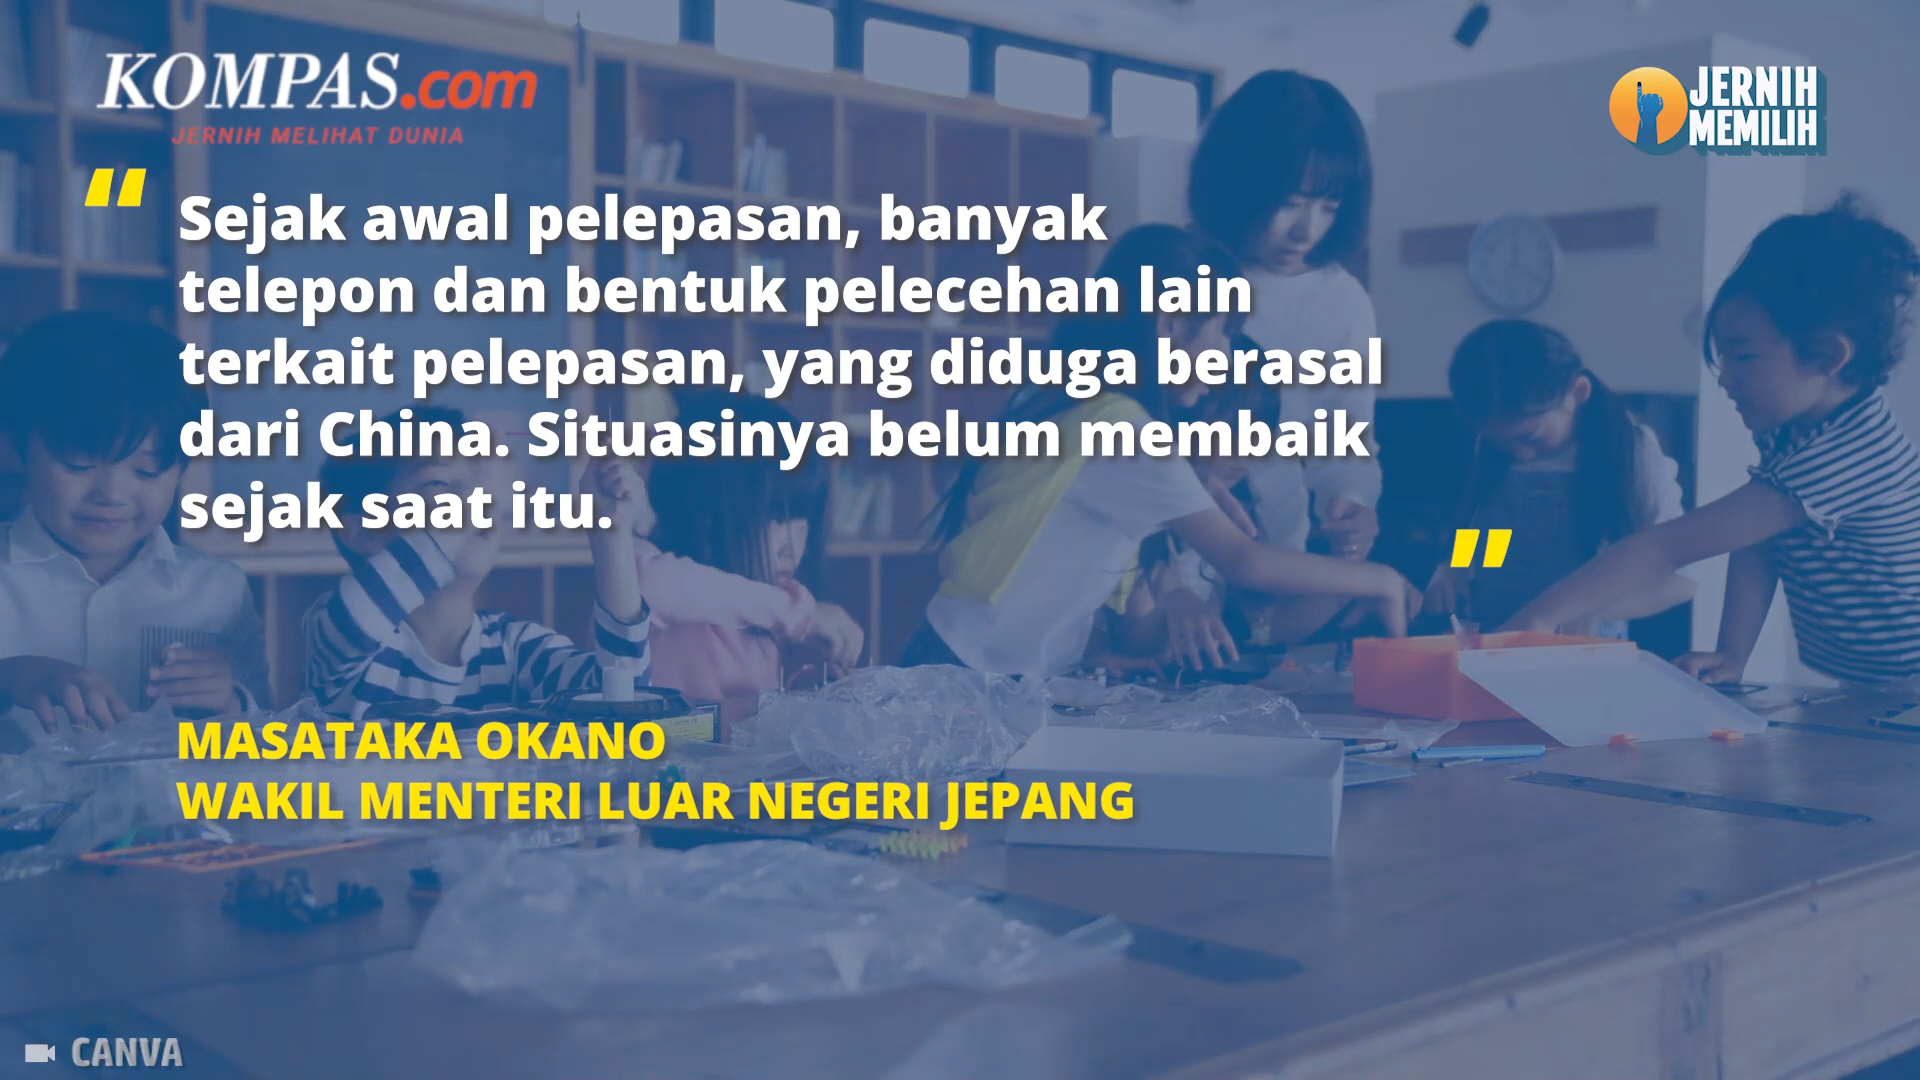 KOMPAS.com
JERNIH MELIHAT DUNIA
JERNIH
MEMILIH
"Sejak awal pelepasan, banyak
telepon dan bentuk pelecehan lain
terkait pelepasan, yang diduga berasal
dari China. Situasinya belum membaik
sejak saat itu."
MASATAKA OKANO
WAKIL MENTERI LUAR NEGERI JEPANG
CANVA